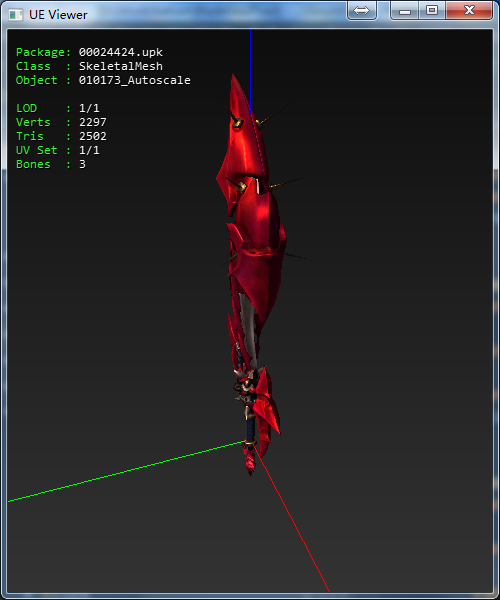 UE Viewer
Package: 00024424.upk
Class : SkeletalMesh
Object : 010173_Autoscale
LOD : 1/1
Verts : 2297
Tris : 2502
UV Set : 1/1
Bones : 3